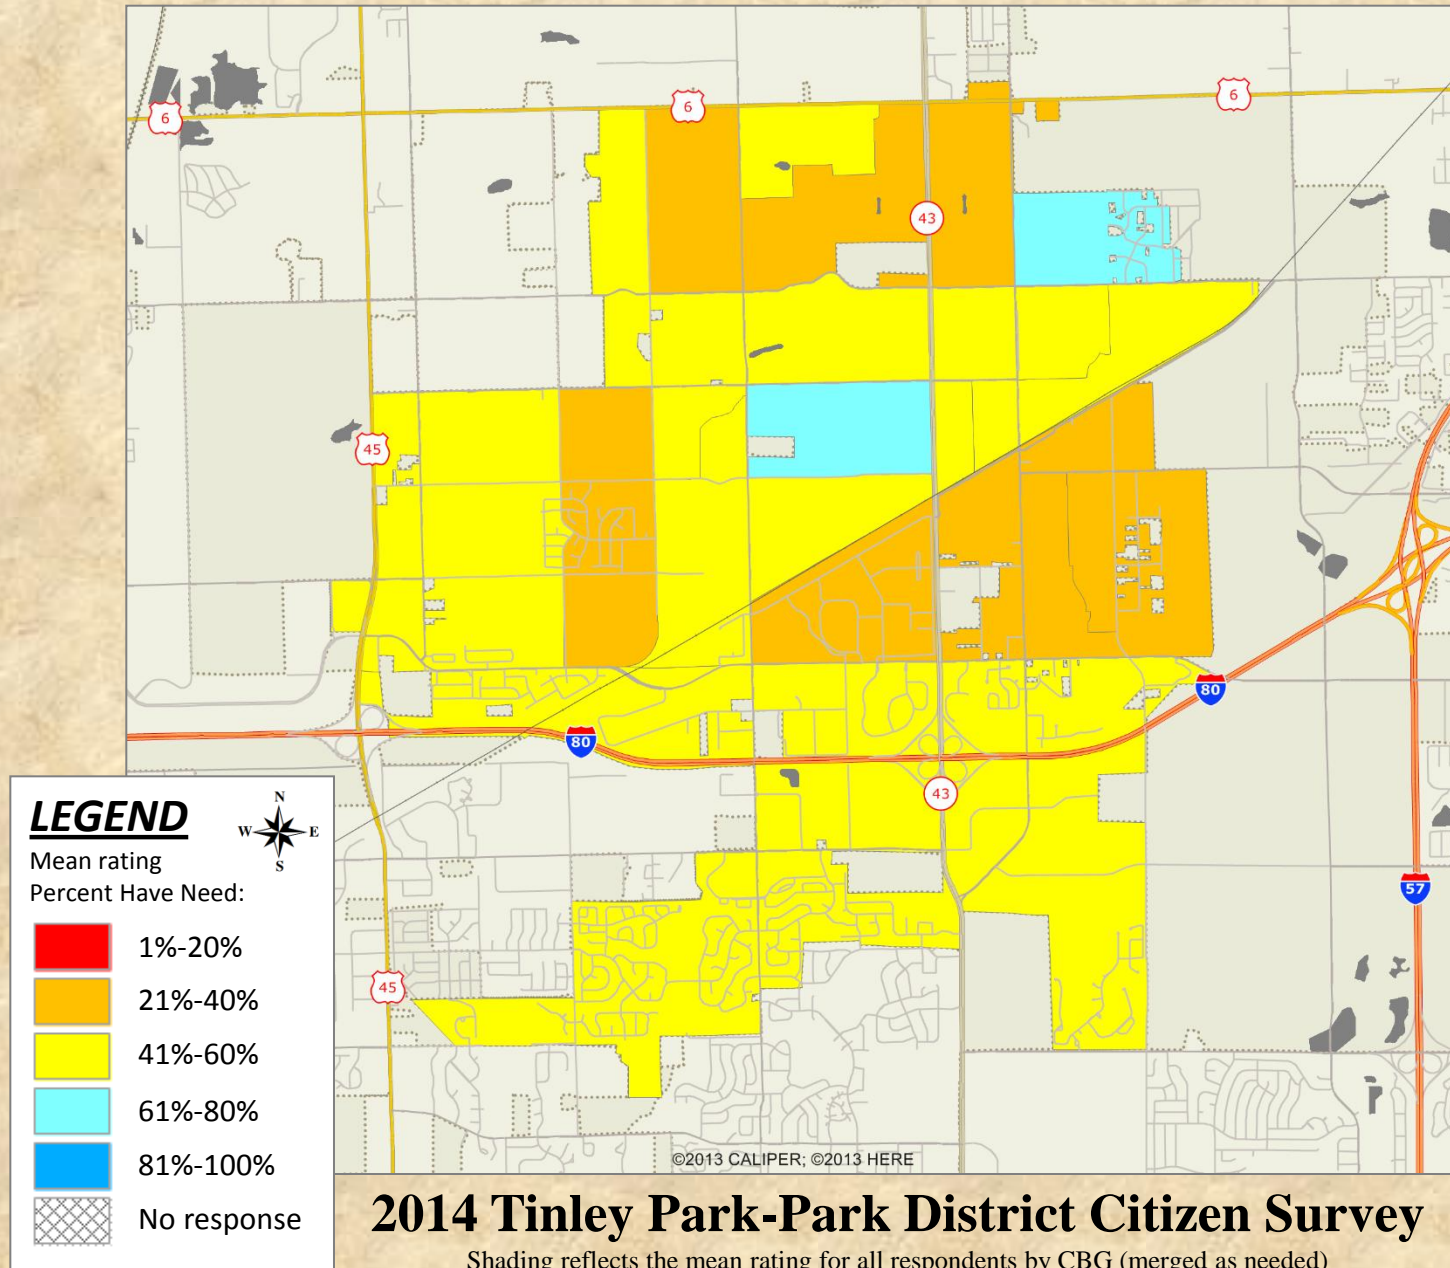 6
6
6
43
45
80
80
43
57
45
LEGEND
N
W E
S
Mean rating
Percent Have Need:
1%-20%
21%-40%
41%-60%
61%-80%
81%-100%
No response
©2013 CALIPER; ©2013 HERE
2014 Tinley Park-Park District Citizen Survey
Shading reflects the mean rating for all respondents by CBG (merged as needed)